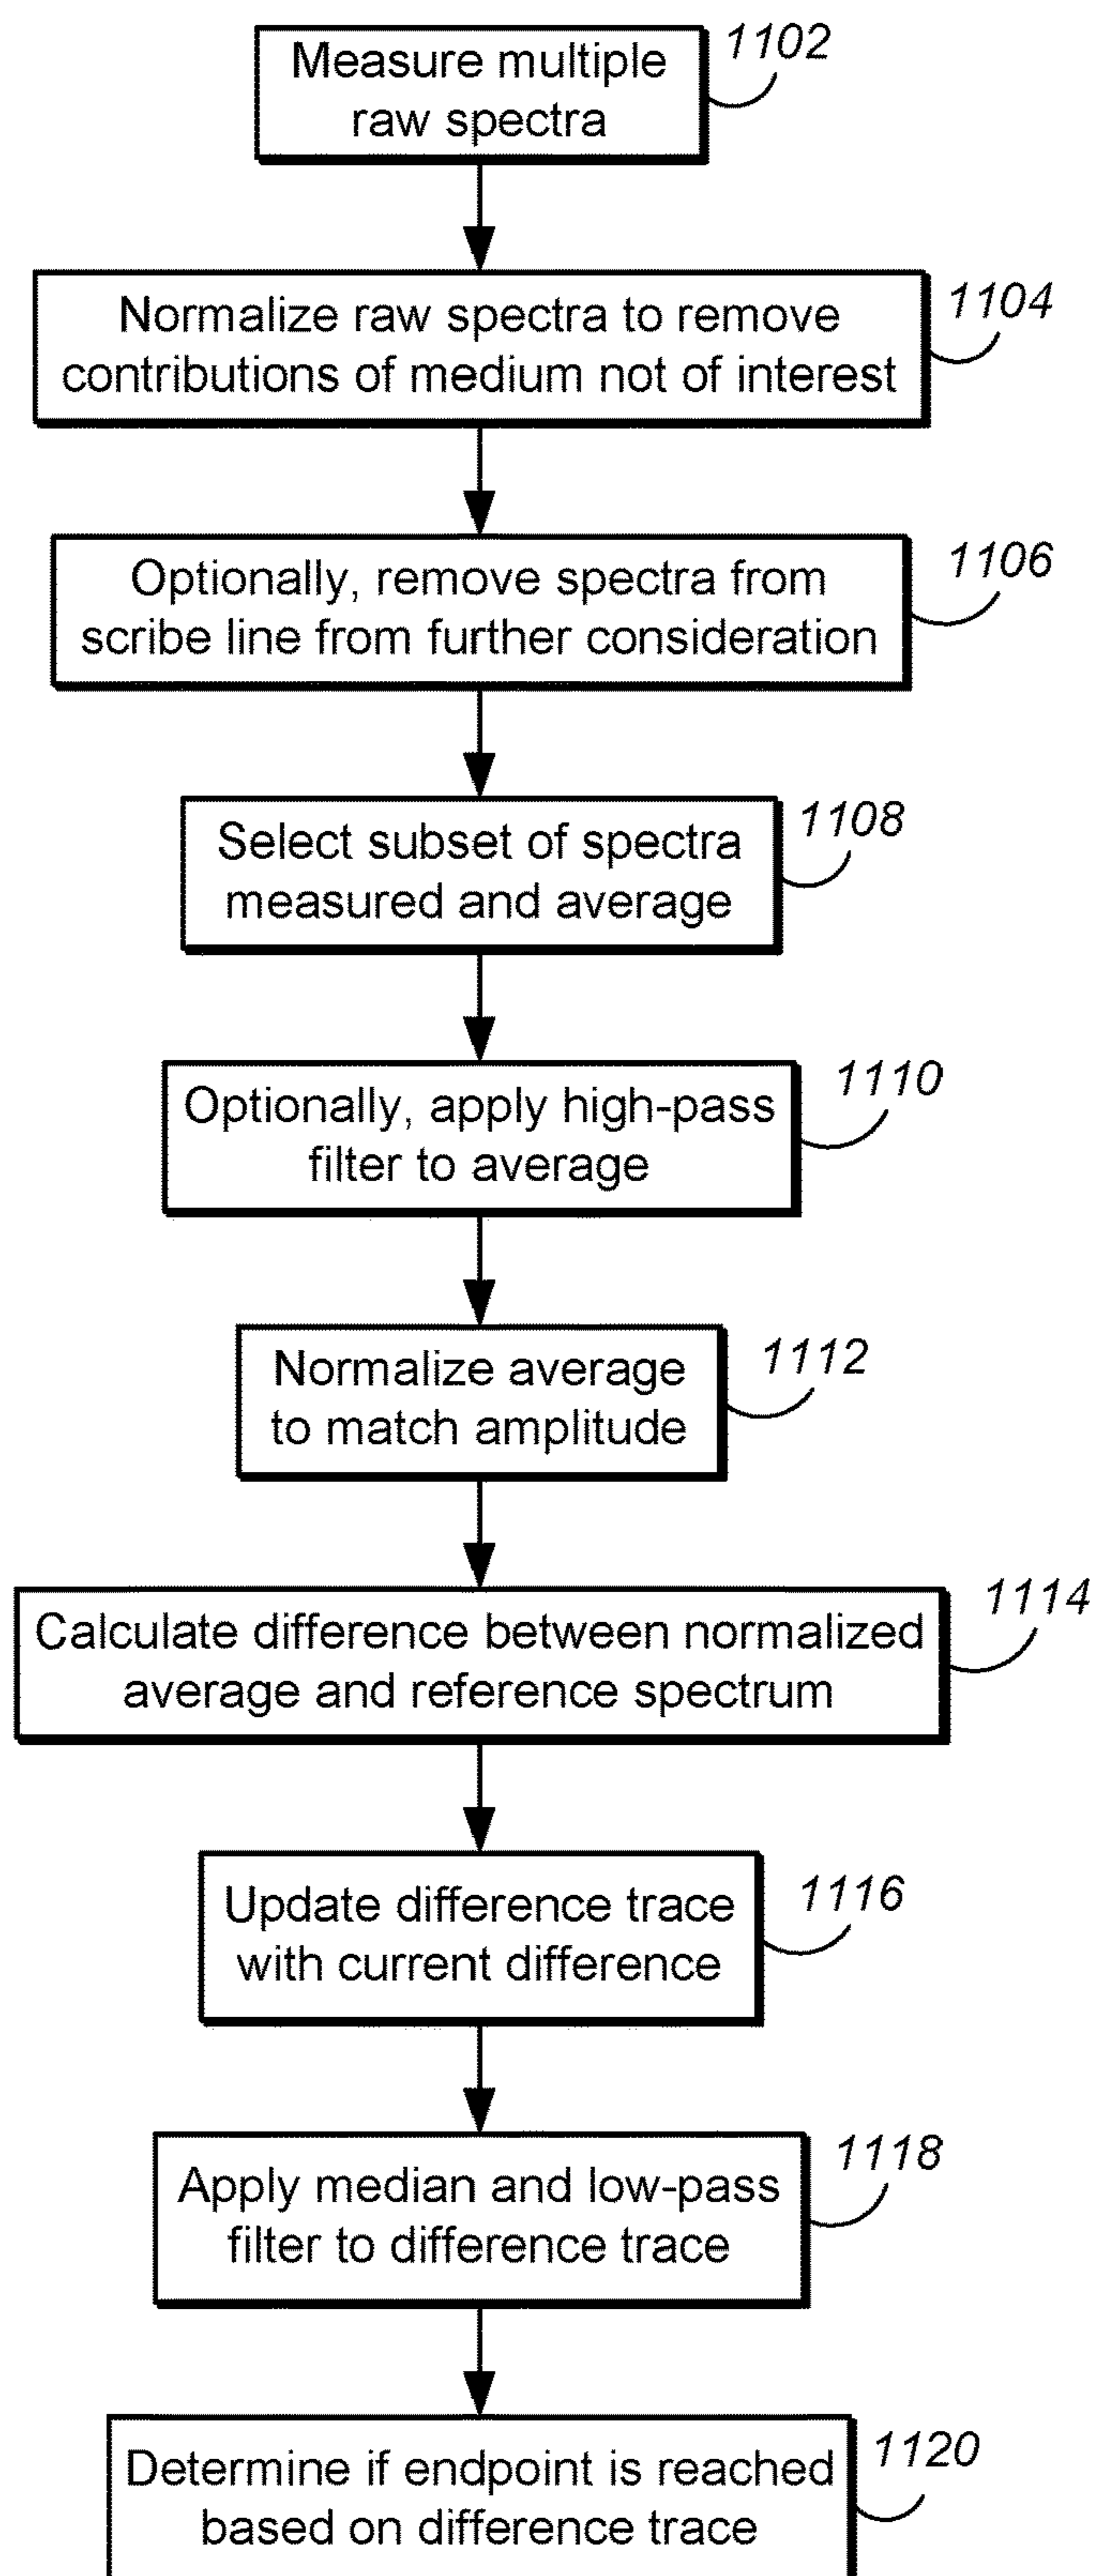 Measure multiple
raw spectra
1102
Normalize raw spectra to remove
contributions of medium not of interest
1104
Optionally, remove spectra from
scribe line from further consideration
1106
Select subset of spectra
measured and average
1108
Optionally, apply high-pass
filter to average
1110
Normalize average
to match amplitude
1112
Calculate difference between normalized
average and reference spectrum
1114
Update difference trace
with current difference
1116
Apply median and low-pass
filter to difference trace
1118
Determine if endpoint is reached
based on difference trace
1120